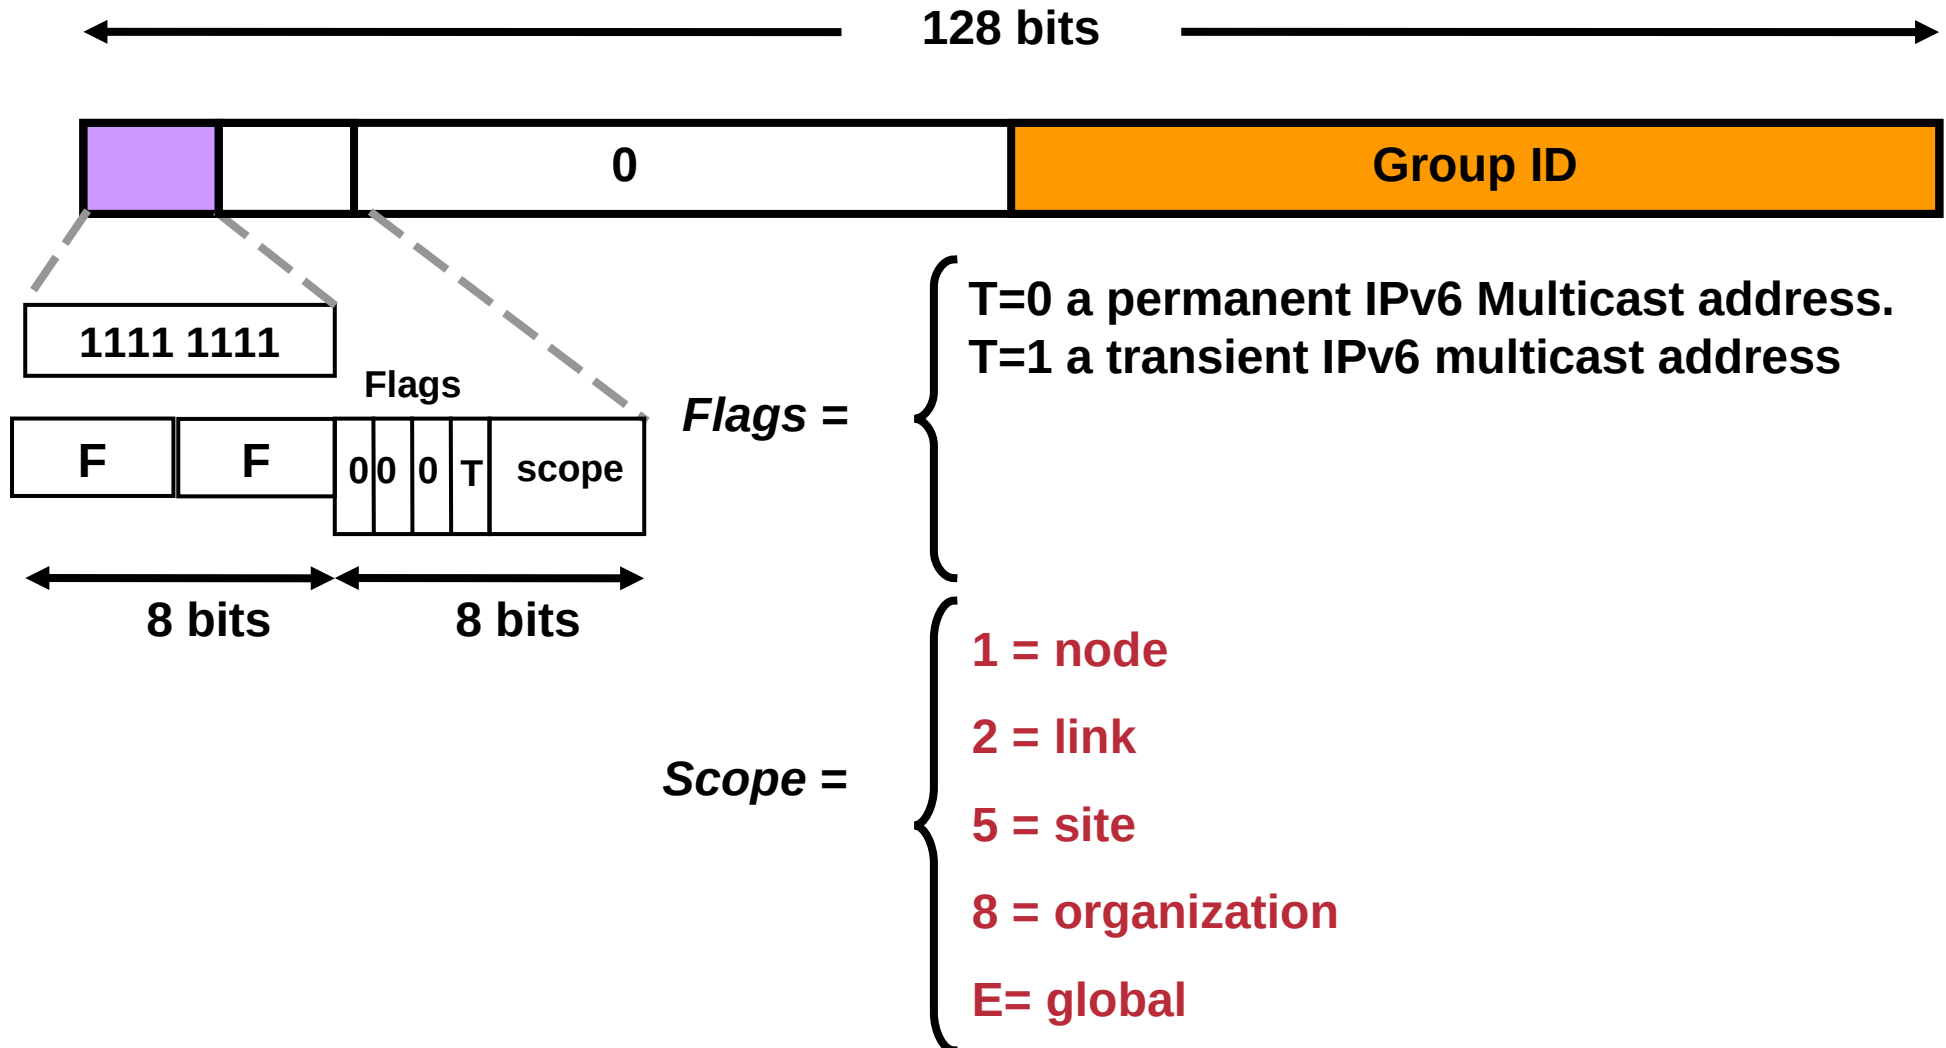 128 bits
0
Group ID
1111 1111
Flags
F F 0 0 0 T scope
8 bits 8 bits
Flags =
T=0 a permanent IPv6 Multicast address.
T=1 a transient IPv6 multicast address
Scope =
1 = node
2 = link
5 = site
8 = organization
E= global